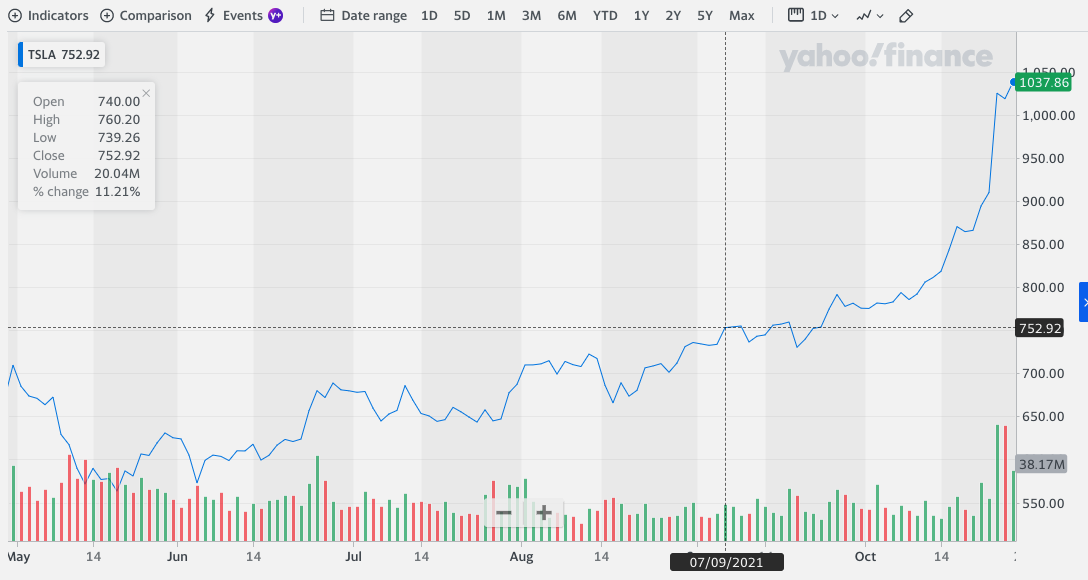 Indicators Comparison Events Y+ Date range 1D 5D 1M 3M 6M YTD 1Y 2Y 5Y Max 1D
TSLA 752.92
yahoo!finance
Open 740.00
High 760.20
Low 739.26
Close 752.92
Volume 20.04M
% change 11.21%
1,050.00
1037.86
1,000.00
950.00
900.00
850.00
800.00
752.92
700.00
650.00
38.17M
550.00
May 14 Jun 14 Jul 14 Aug 14 Oct 14
07/09/2021